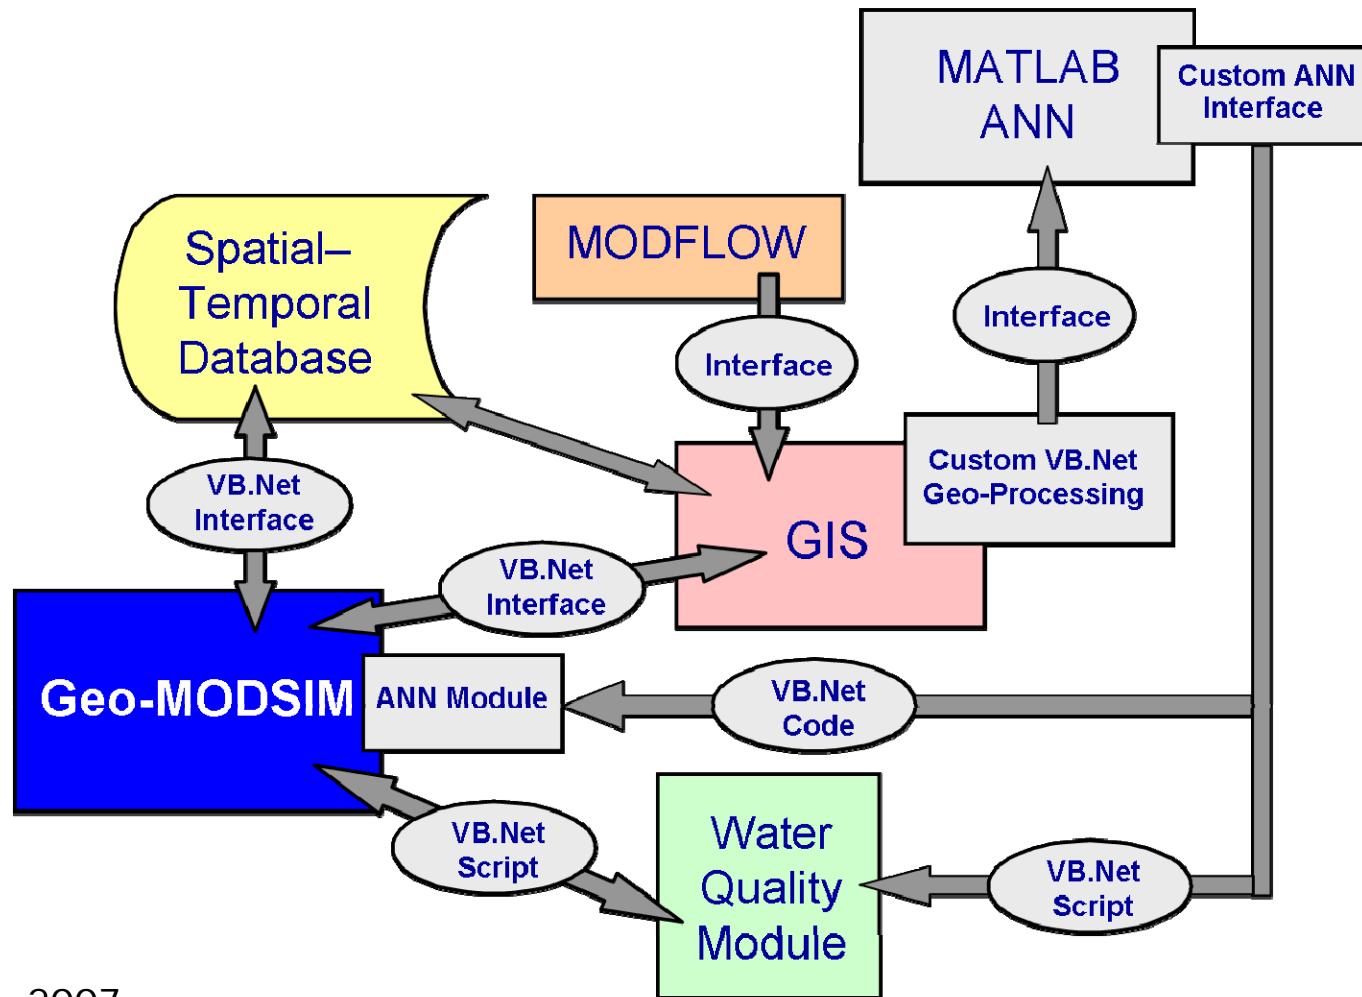 MATLAB
ANN
Custom ANN
Interface
Spatial–
Temporal
Database
MODFLOW
Interface
Interface
Custom VB.Net
Geo-Processing
VB.Net
Interface
GIS
VB.Net
Interface
Geo-MODSIM
ANN Module
VB.Net
Code
VB.Net
Script
Water
Quality
Module
VB.Net
Script